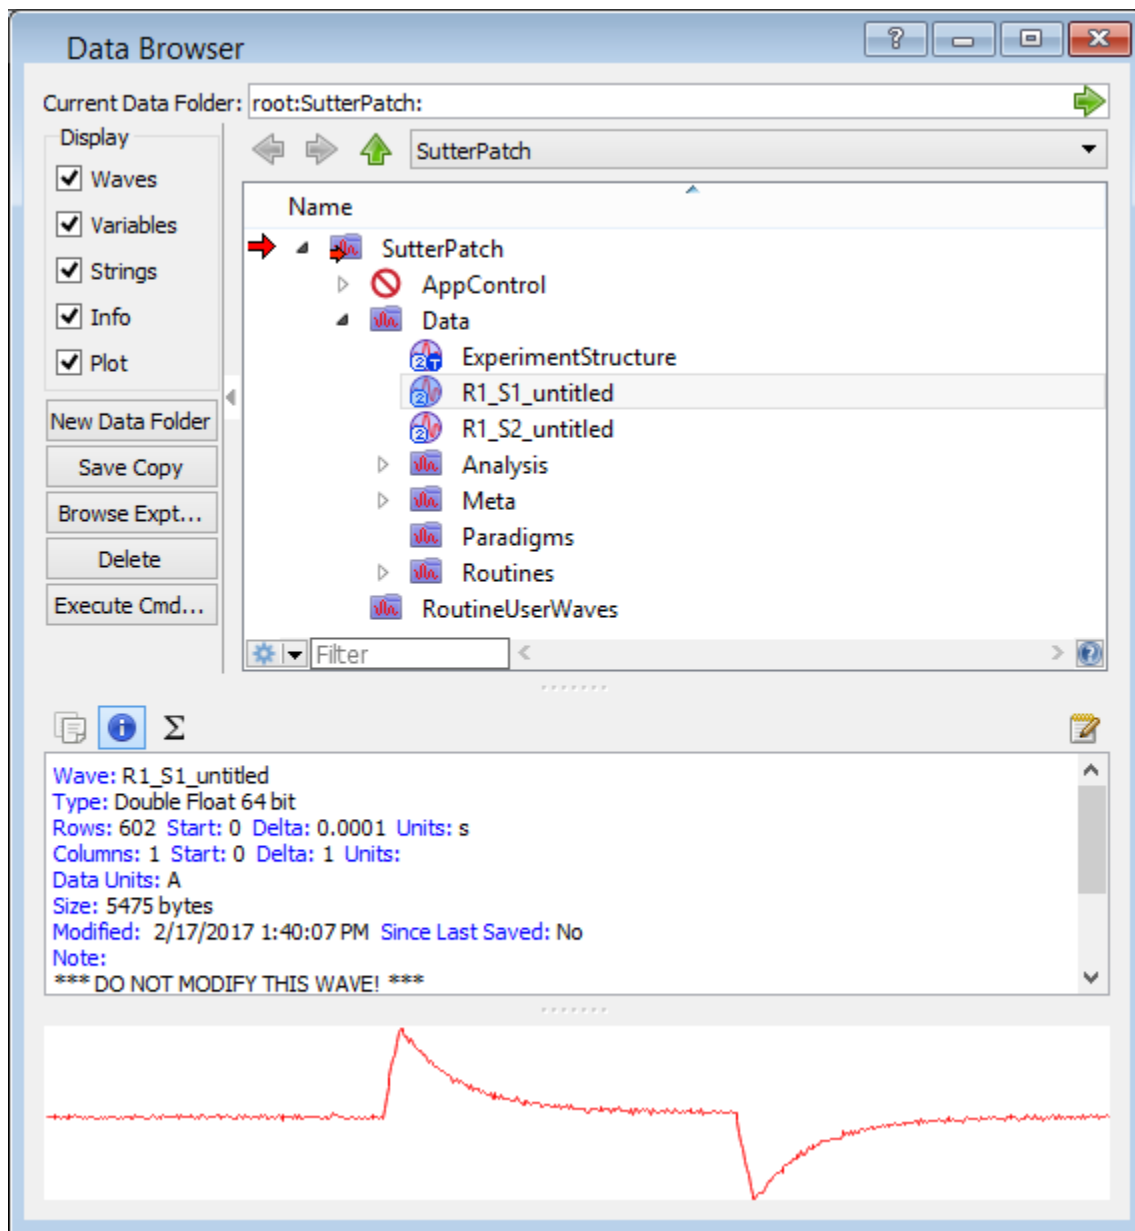 Data Browser
Current Data Folder: root:SutterPatch:
Display
SutterPatch
Waves
Variables
Strings
Info
Plot
New Data Folder
Save Copy
Browse Expt...
Delete
Execute Cmd...
Name
SutterPatch
AppControl
Data
ExperimentStructure
R1_S1_untitled
R1_S2_untitled
Analysis
Meta
Paradigms
Routines
RoutineUserWaves
Filter
Σ
Wave: R1_S1_untitled
Type: Double Float 64 bit
Rows: 602 Start: 0 Delta: 0.0001 Units: s
Columns: 1 Start: 0 Delta: 1 Units:
Data Units: A
Size: 5475 bytes
Modified: 2/17/2017 1:40:07 PM Since Last Saved: No
Note:
*** DO NOT MODIFY THIS WAVE! ***